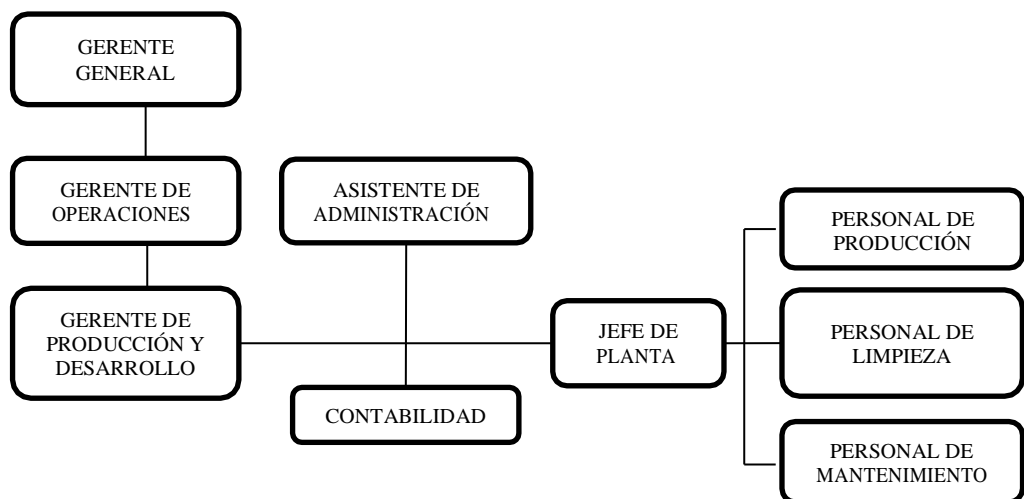 GERENTE
GENERAL
GERENTE DE
OPERACIONES
ASISTENTE DE
ADMINISTRACIÓN
GERENTE DE
PRODUCCIÓN Y
DESARROLLO
CONTABILIDAD
JEFE DE
PLANTA
PERSONAL DE
PRODUCCIÓN
PERSONAL DE
LIMPIEZA
PERSONAL DE
MANTENIMIENTO